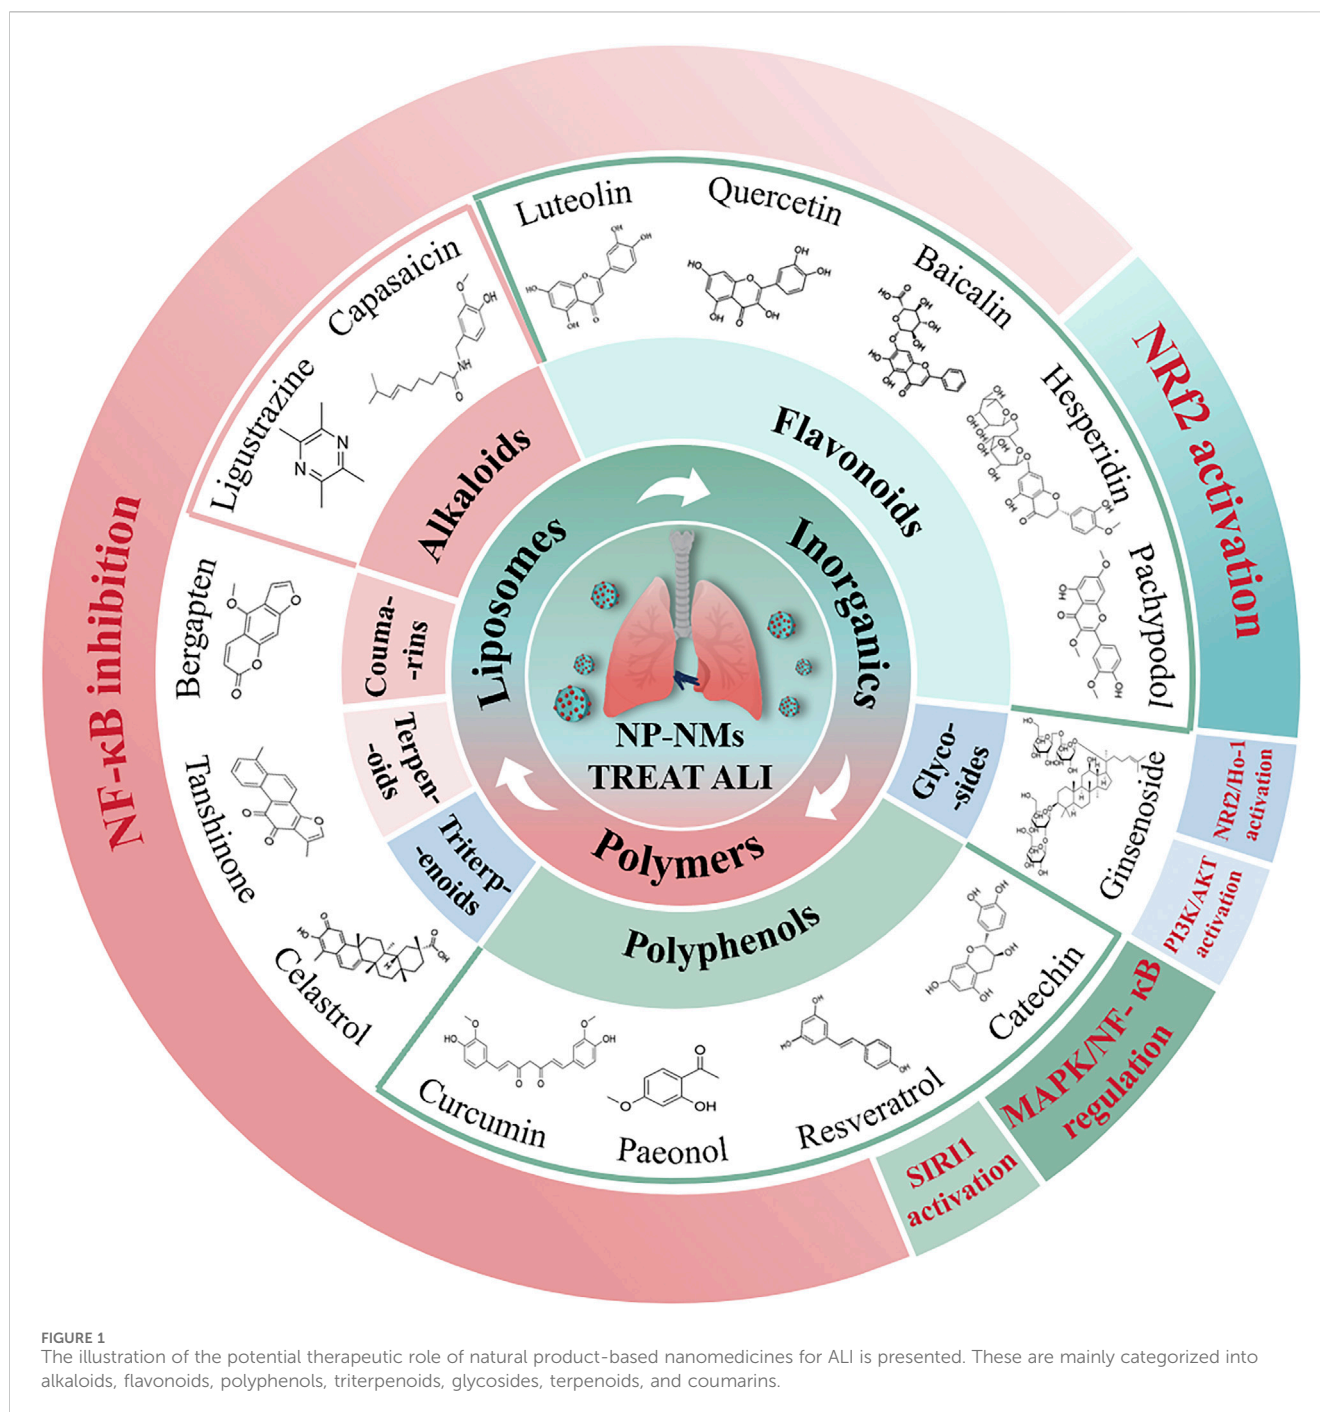 NF-κB inhibition
NRf2 activation
NRf2/Ho-1
activation
PI3K/AKT
activation
MAPK/NF- κB
regulation
SIRI1
activation
Luteolin
Quercetin
Baicalin
Hesperidin
Pachypodol
Ginsenoside
Catechin
Resveratrol
Paeonol
Curcumin
Celastrol
Tanshinone
Bergapten
Ligustrazine
Capasaicin
Alkaloids
Flavonoids
Glyco-
-sides
Polyphenols
Triterp-
-enoids
Terpen-
-oids
Couma-
-rins
Liposomes
Inorganics
Polymers
NP-NMs
TREAT ALI
FIGURE 1
The illustration of the potential therapeutic role of natural product-based nanomedicines for ALI is presented. These are mainly categorized into
alkaloids, flavonoids, polyphenols, triterpenoids, glycosides, terpenoids, and coumarins.